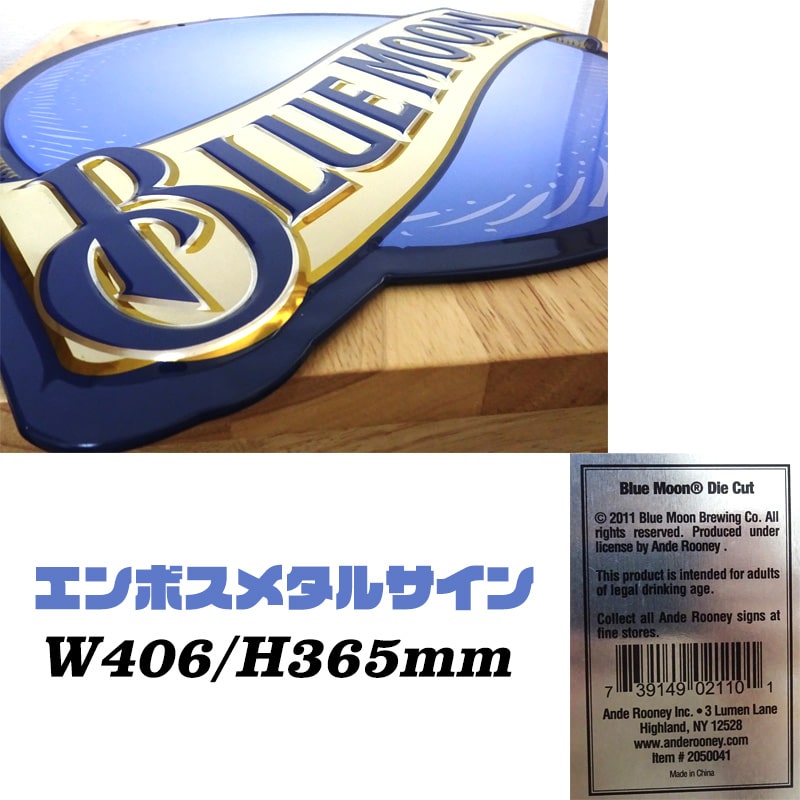 BLUE MOON
エンボスメタルサイン
W406/H365mm
Blue Moon® Die Cut
© 2011 Blue Moon Brewing Co. All
rights reserved. Produced under
license by Ande Rooney .
This product is intended for adults
of legal drinking age.
Collect all Ande Rooney signs at
fine stores.
7 39149 02110 1
Ande Rooney Inc. • 3 Lumen Lane
Highland, NY 12528
www.anderooney.com
Item # 2050041
Made in China